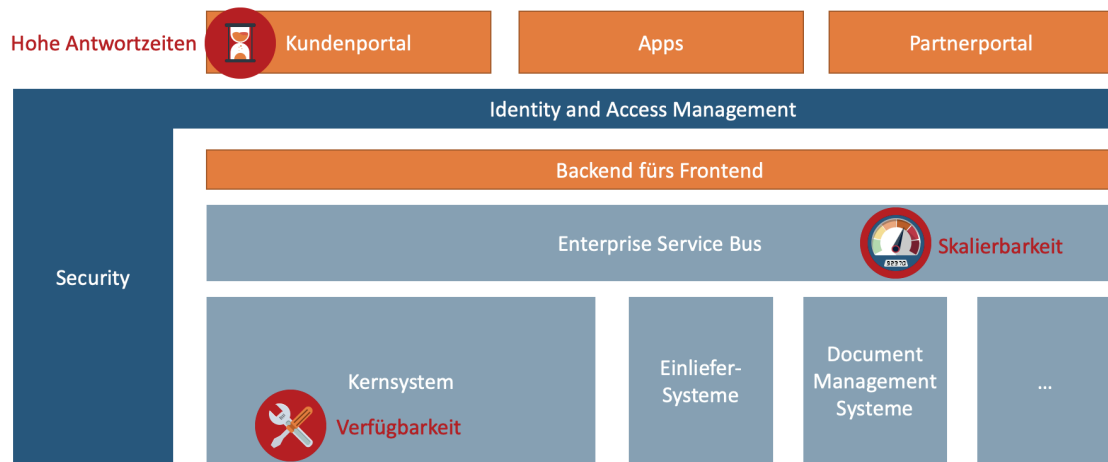 Hohe Antwortzeiten
Kundenportal
Apps
Partnerportal
Identity and Access Management
Backend fürs Frontend
Enterprise Service Bus
Skalierbarkeit
Security
Kernsystem
Verfügbarkeit
Einliefer-
Systeme
Document
Management
Systeme
...